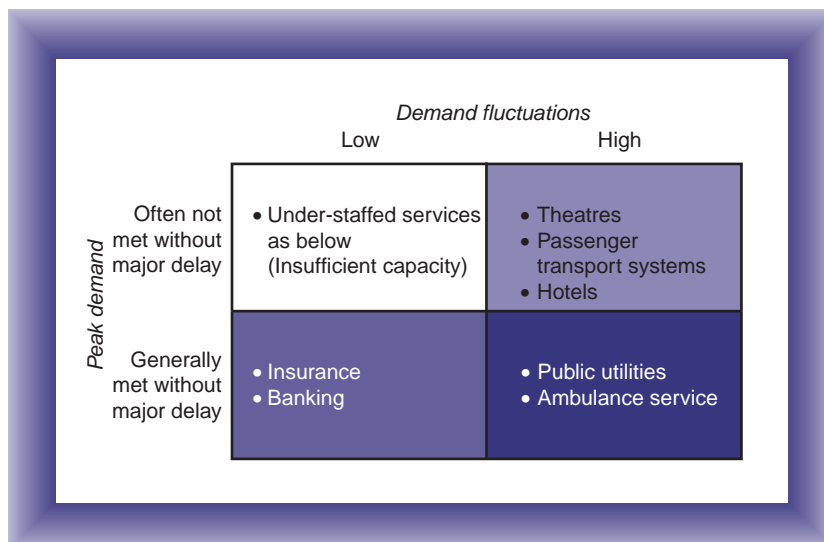 Demand fluctuations
Low
High
Peak demand
Often not
met without
major delay
• Under-staffed services
as below
(Insufficient capacity)
• Theatres
• Passenger
transport systems
• Hotels
Generally
met without
major delay
• Insurance
• Banking
• Public utilities
• Ambulance service